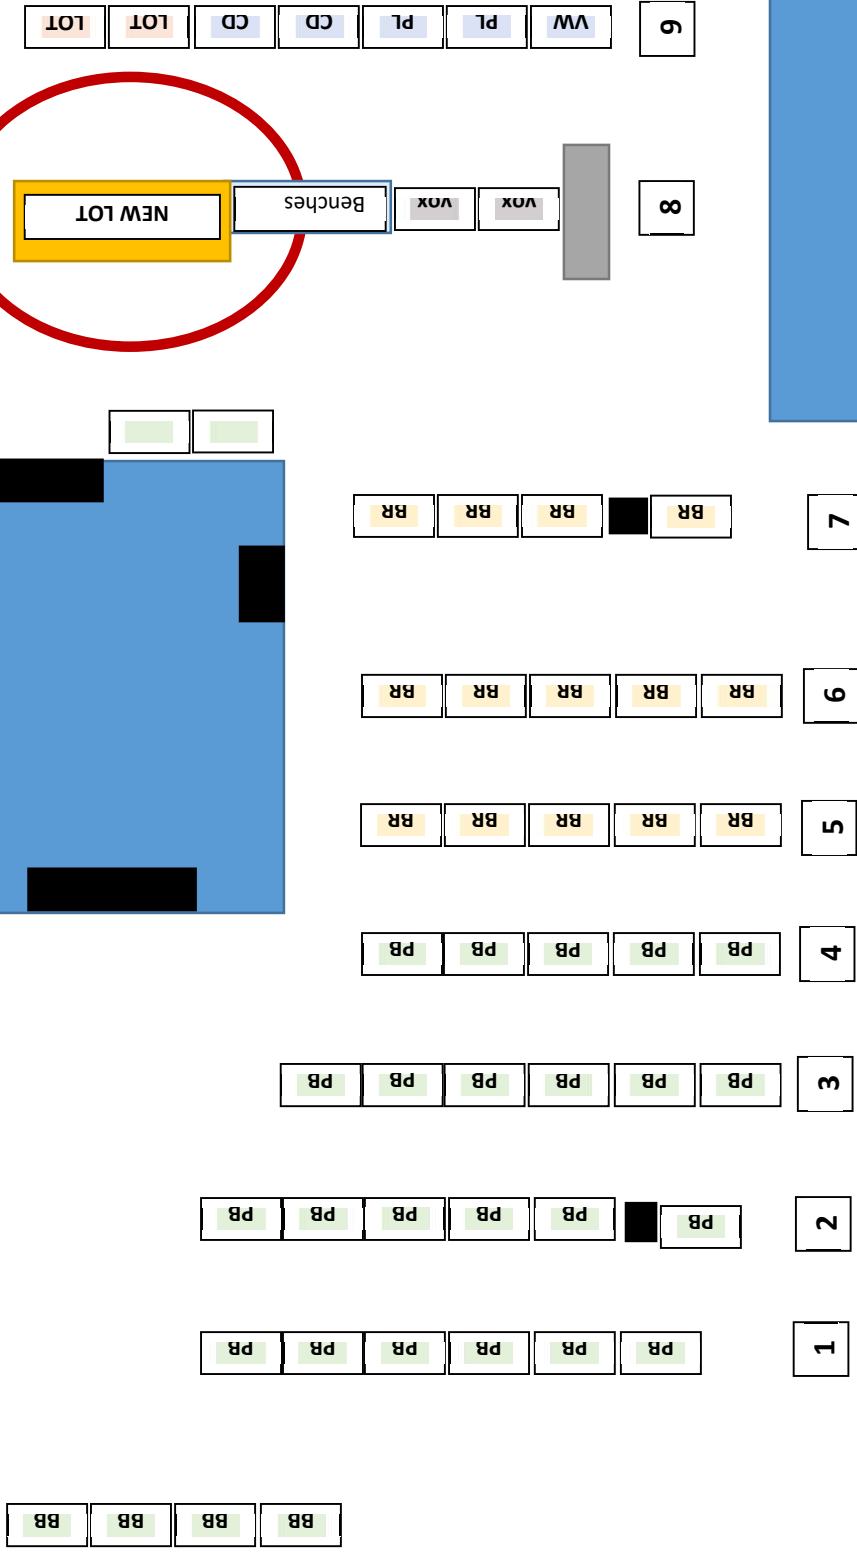 BB BB BB BB
1 PB PB PB PB PB PB
2 PB PB PB PB PB PB
3 PB PB PB PB PB PB
4 PB PB PB PB PB
5 BR BR BR BR BR
6 BR BR BR BR BR
7 BR BR BR BR
8 VOX VOX Benches NEW LOT
9 VW PL PL CD CD LOT LOT